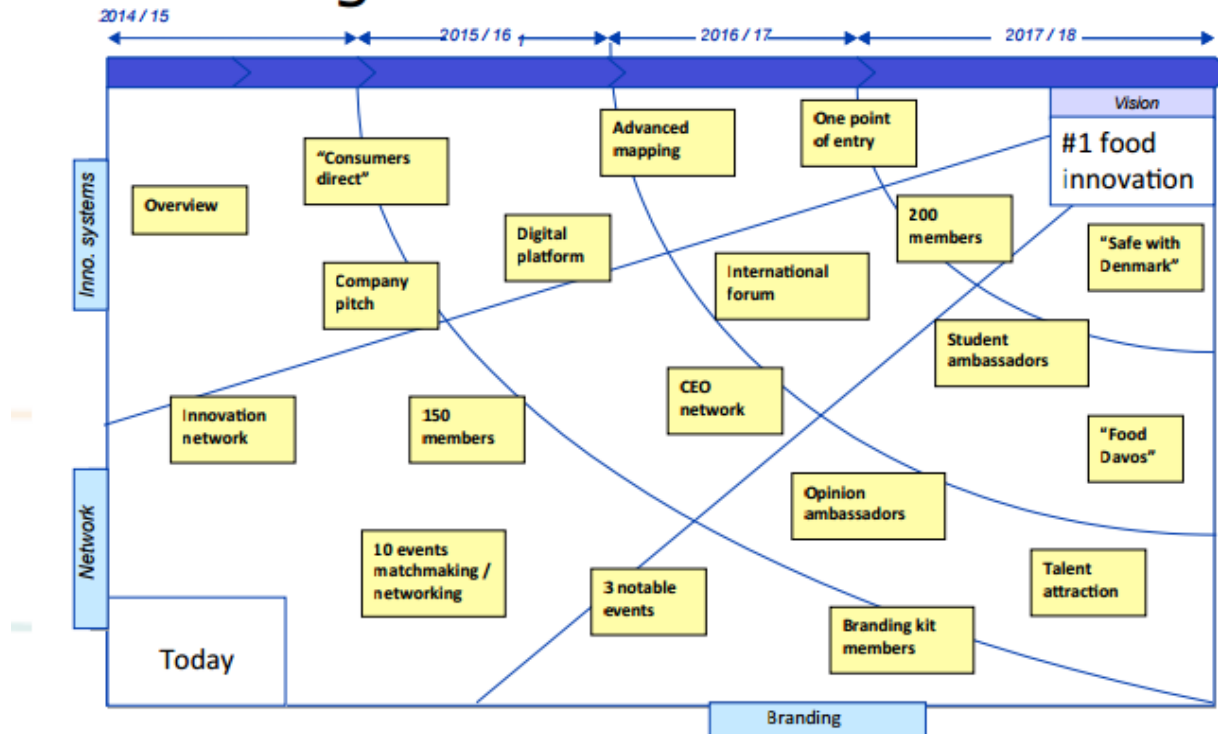 2014 / 15
2015 / 16
2016 / 17
2017 / 18
Vision
#1 food
innovation
Inno. systems
Network
Branding
Today
Overview
"Consumers
direct"
Advanced
mapping
One point
of entry
Digital
platform
200
members
"Safe with
Denmark"
Company
pitch
International
forum
Student
ambassadors
Innovation
network
150
members
CEO
network
"Food
Davos"
Opinion
ambassadors
10 events
matchmaking /
networking
3 notable
events
Talent
attraction
Branding kit
members